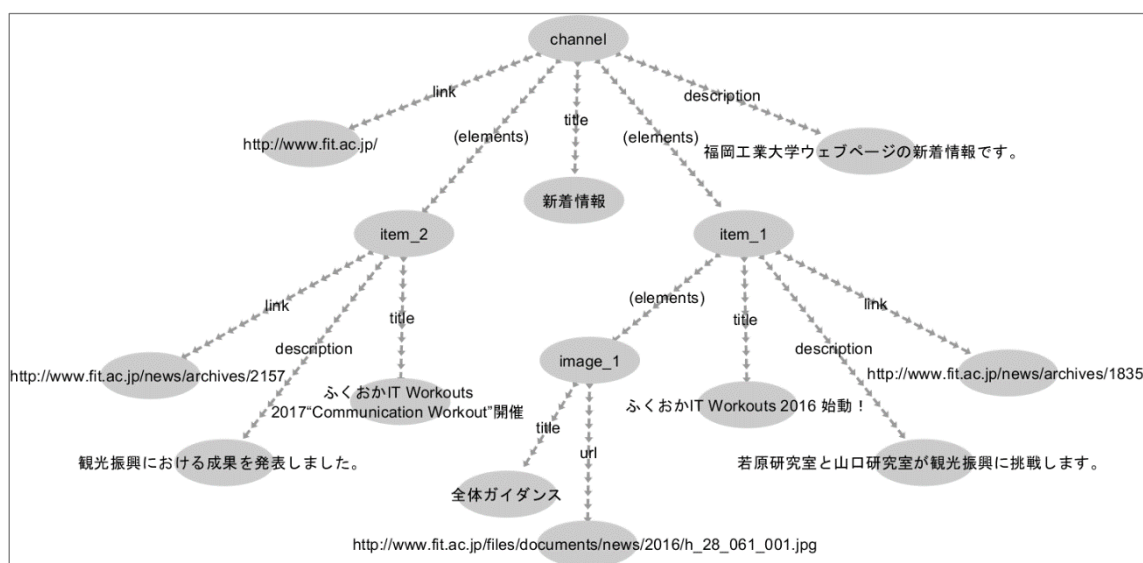 channel
link
description
title
(elements)
(elements)
http://www.fit.ac.jp/
福岡工業大学ウェブページの新着情報です。
新着情報
item_2
item_1
link
title
description
(elements)
title
link
description
http://www.fit.ac.jp/news/archives/2157
ふくおかIT Workouts
2017“Communication Workout”開催
image_1
ふくおかIT Workouts 2016 始動！
http://www.fit.ac.jp/news/archives/1835
観光振興における成果を発表しました。
title
url
若原研究室と山口研究室が観光振興に挑戦します。
全体ガイダンス
http://www.fit.ac.jp/files/documents/news/2016/h_28_061_001.jpg